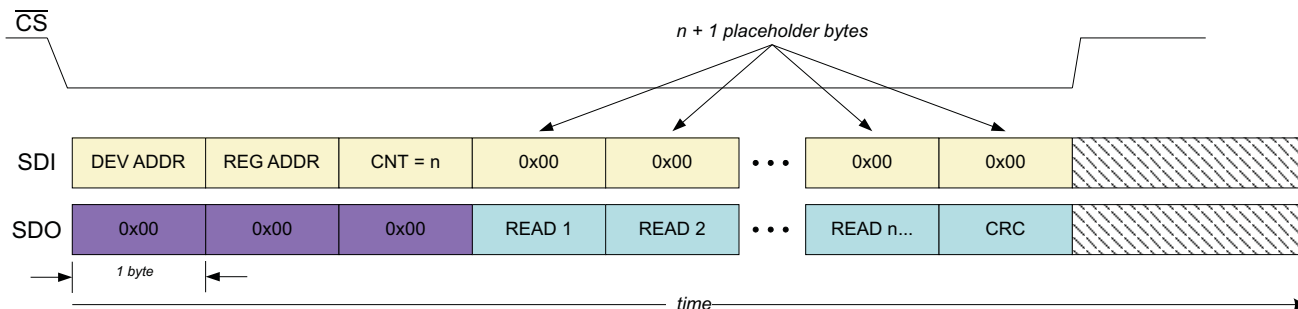 CS
n + 1 placeholder bytes
SDI DEV ADDR REG ADDR CNT = n 0x00 0x00 • • • 0x00 0x00
SDO 0x00 0x00 0x00 READ 1 READ 2 • • • READ n... CRC
1 byte
time